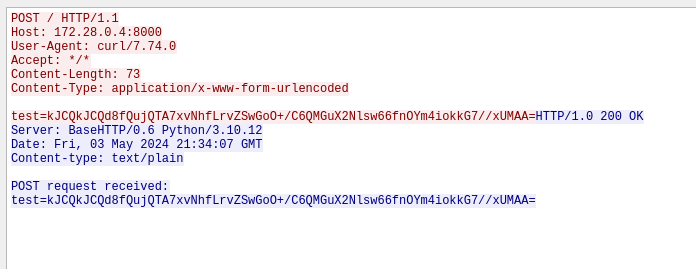 POST / HTTP/1.1
Host: 172.28.0.4:8000
User-Agent: curl/7.74.0
Accept: */*
Content-Length: 73
Content-Type: application/x-www-form-urlencoded

test=kJCQkJCQd8fQujQTA7xvNhfLrvZSwGoO+/C6QMGuX2Nlsw66fnOYm4iokkG7//xUMAA=HTTP/1.0 200 OK
Server: BaseHTTP/0.6 Python/3.10.12
Date: Fri, 03 May 2024 21:34:07 GMT
Content-type: text/plain

POST request received:
test=kJCQkJCQd8fQujQTA7xvNhfLrvZSwGoO+/C6QMGuX2Nlsw66fnOYm4iokkG7//xUMAA=